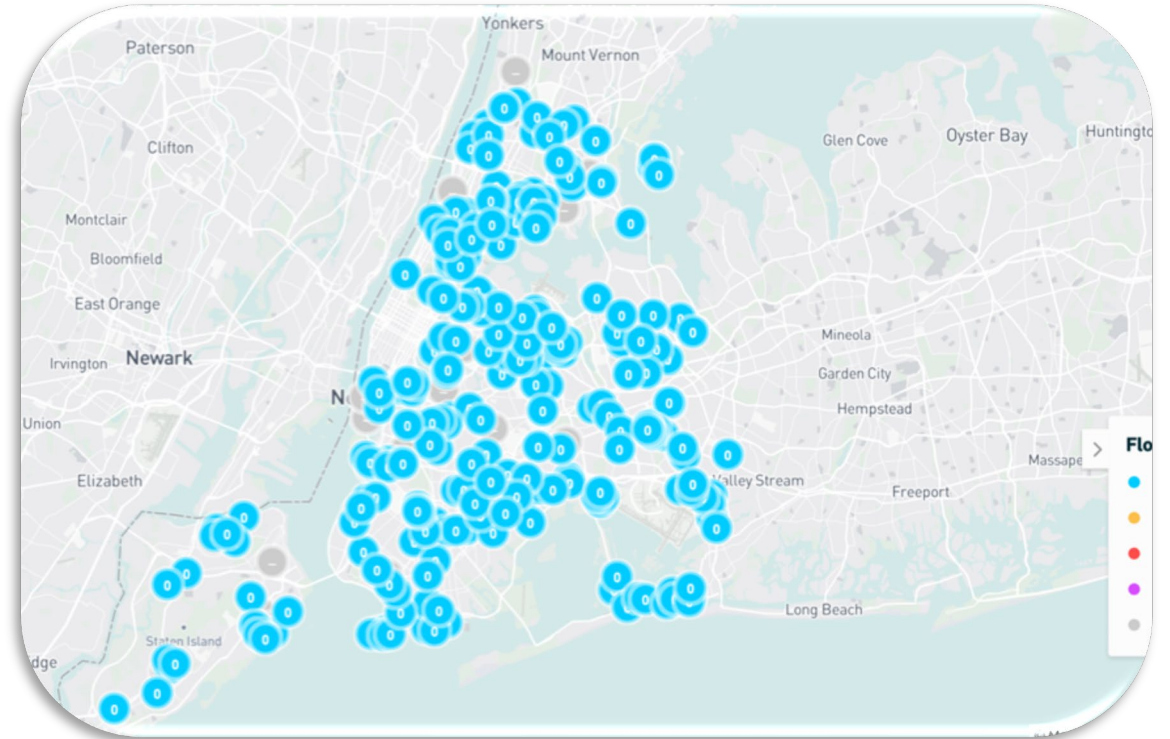 Yonkers
Paterson
Mount Vernon
Glen Cove
Oyster Bay
Huntingto
Clifton
Montclair
Bloomfield
East Orange
Mineola
Newark
Irvington
Garden City
N
Hempstead
Union
Flo
Massape
Elizabeth
Valley Stream
Freeport
Long Beach
Staten Island
dge